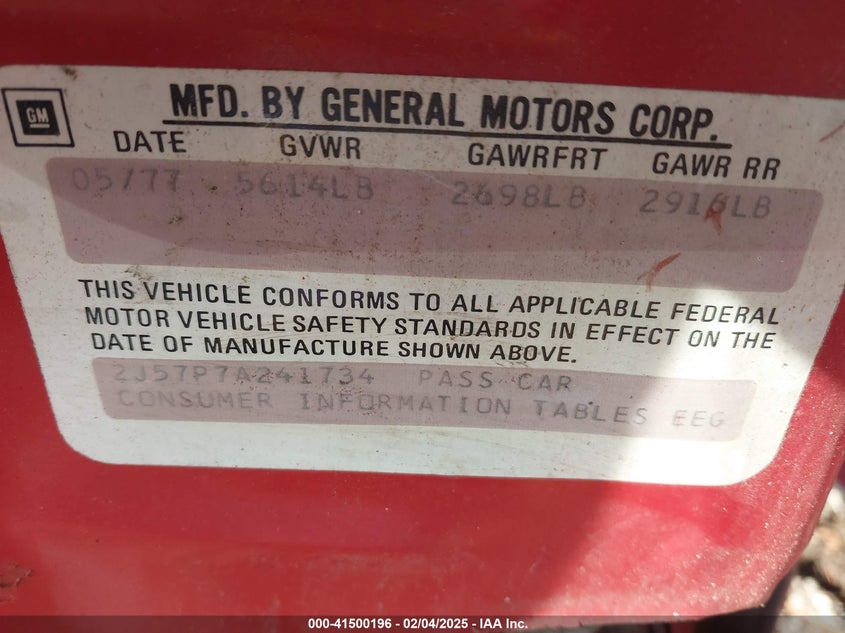 GM
MFD. BY GENERAL MOTORS CORP.
DATE GVWR GAWRFRT GAWR RR
05/77 5614LB 2698LB 2916LB
THIS VEHICLE CONFORMS TO ALL APPLICABLE FEDERAL
MOTOR VEHICLE SAFETY STANDARDS IN EFFECT ON THE
DATE OF MANUFACTURE SHOWN ABOVE.
2J57P7A241734 PASS CAR
CONSUMER INFORMATION TABLES EEG
000-41500196 - 02/04/2025 - IAA Inc.